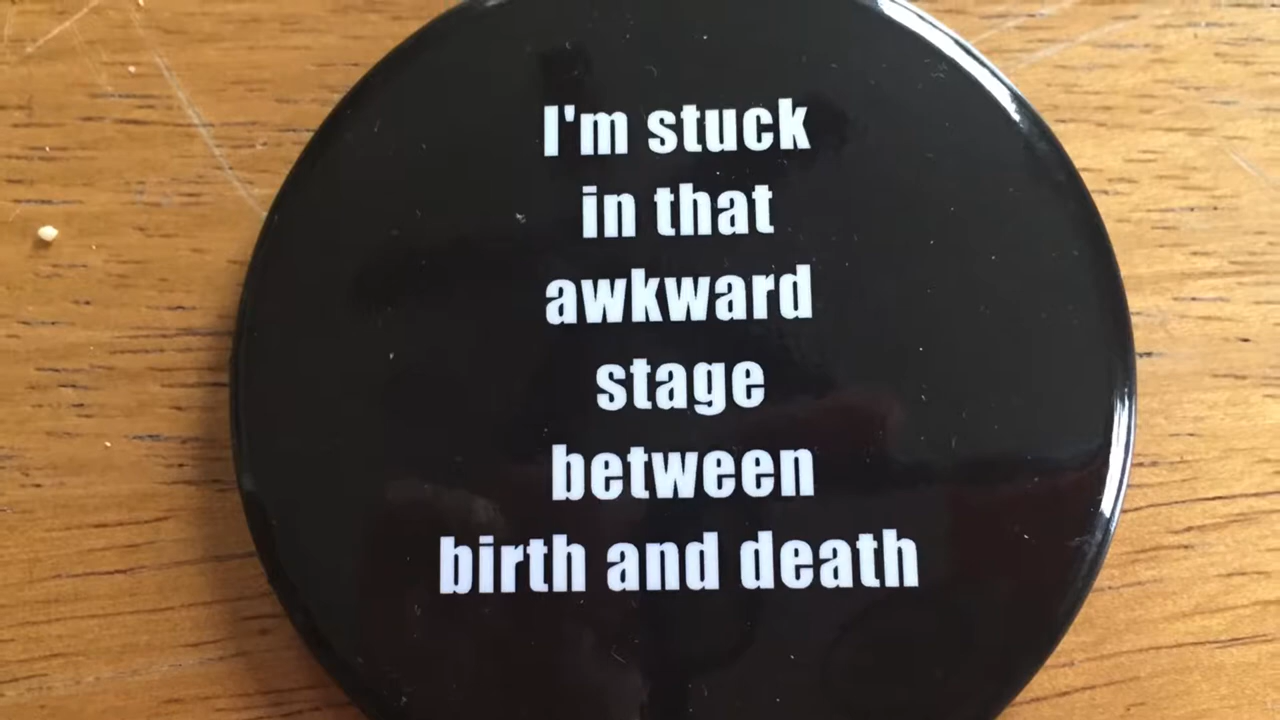 I'm stuck
in that
awkward
stage
between
birth and death